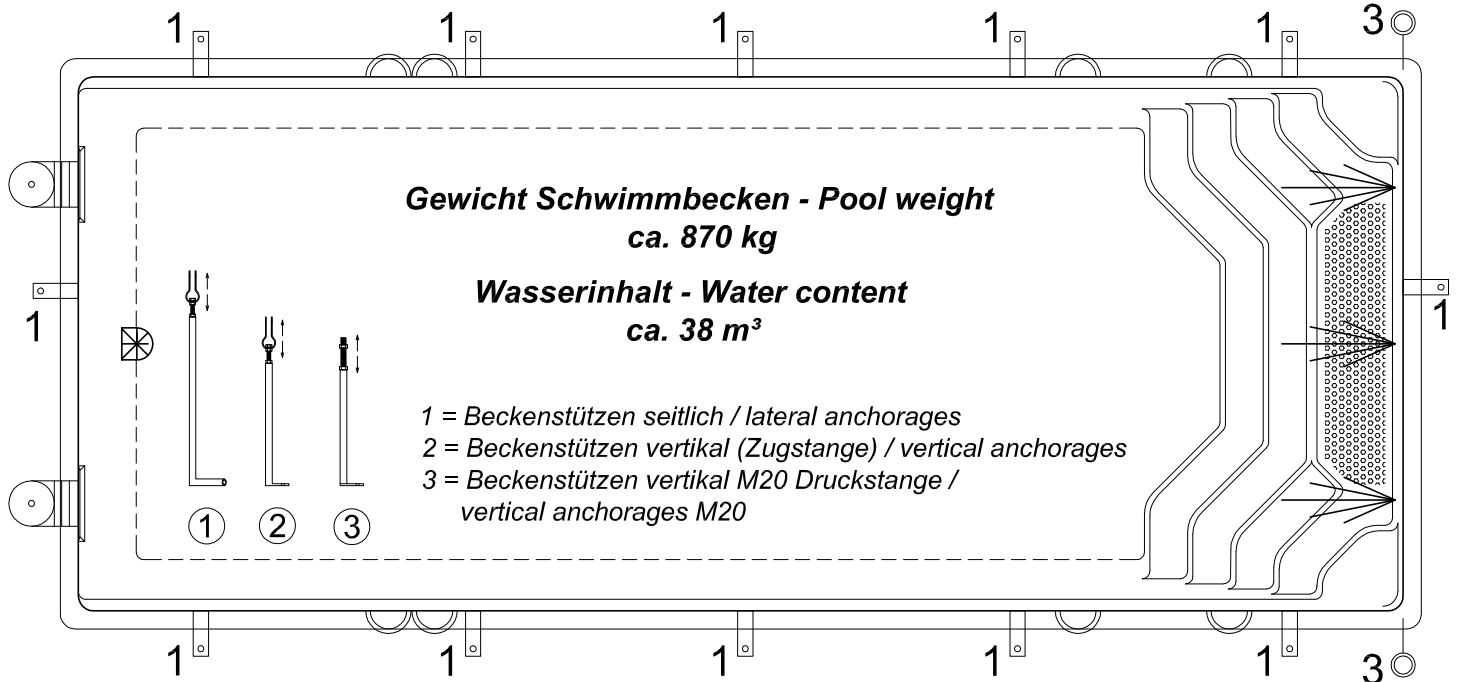 1 1 1 1 1 3
Gewicht Schwimmbecken - Pool weight
ca. 870 kg
Wasserinhalt - Water content
ca. 38 m³
1
1
1 = Beckenstützen seitlich / lateral anchorages
2 = Beckenstützen vertikal (Zugstange) / vertical anchorages
3 = Beckenstützen vertikal M20 Druckstange /
vertical anchorages M20
1 2 3
1 1 1 1 1 3